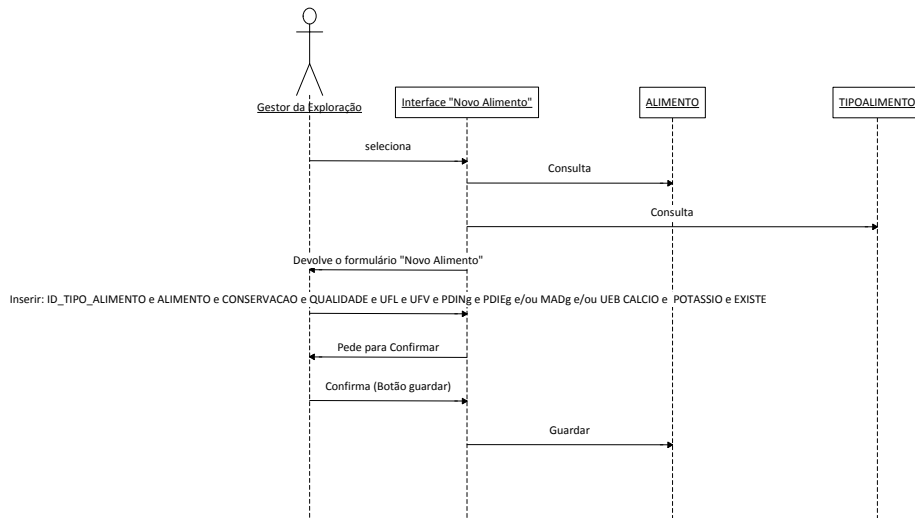 Gestor da Exploração
Interface "Novo Alimento"
ALIMENTO
TIPOALIMENTO
seleciona
Consulta
Consulta
Devolve o formulário "Novo Alimento"
Inserir: ID_TIPO_ALIMENTO e ALIMENTO e CONSERVACAO e QUALIDADE e UFL e UFV e PDINg e PDIEg e/ou MADg e/ou UEB CALCIO e POTASSIO e EXISTE
Pede para Confirmar
Confirma (Botão guardar)
Guardar